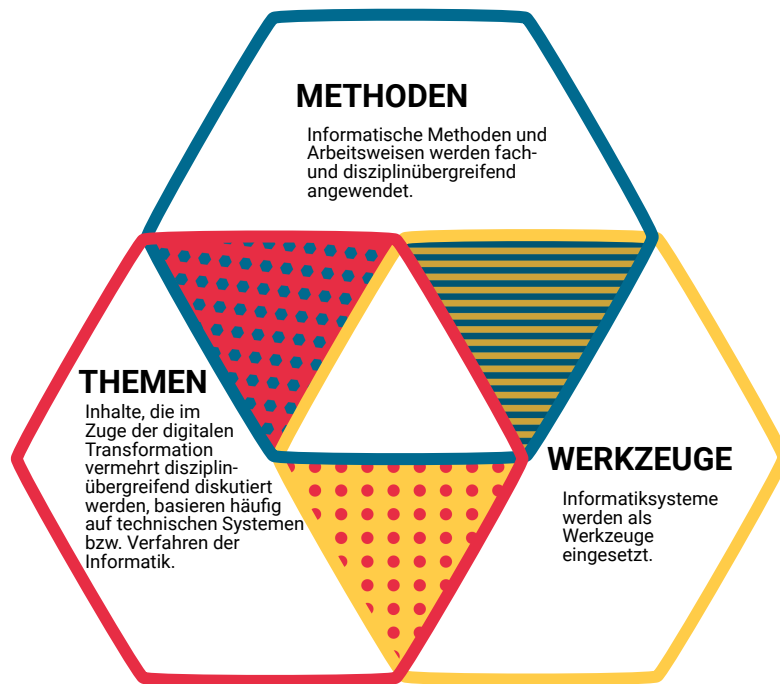 METHODEN
Informatische Methoden und
Arbeitsweisen werden fach-
und disziplinübergreifend
angewendet.
THEMEN
Inhalte, die im
Zuge der digitalen
Transformation
vermehrt disziplin-
übergreifend diskutiert
werden, basieren häufig
auf technischen Systemen
bzw. Verfahren der
Informatik.
WERKZEUGE
Informatiksysteme
werden als
Werkzeuge
eingesetzt.